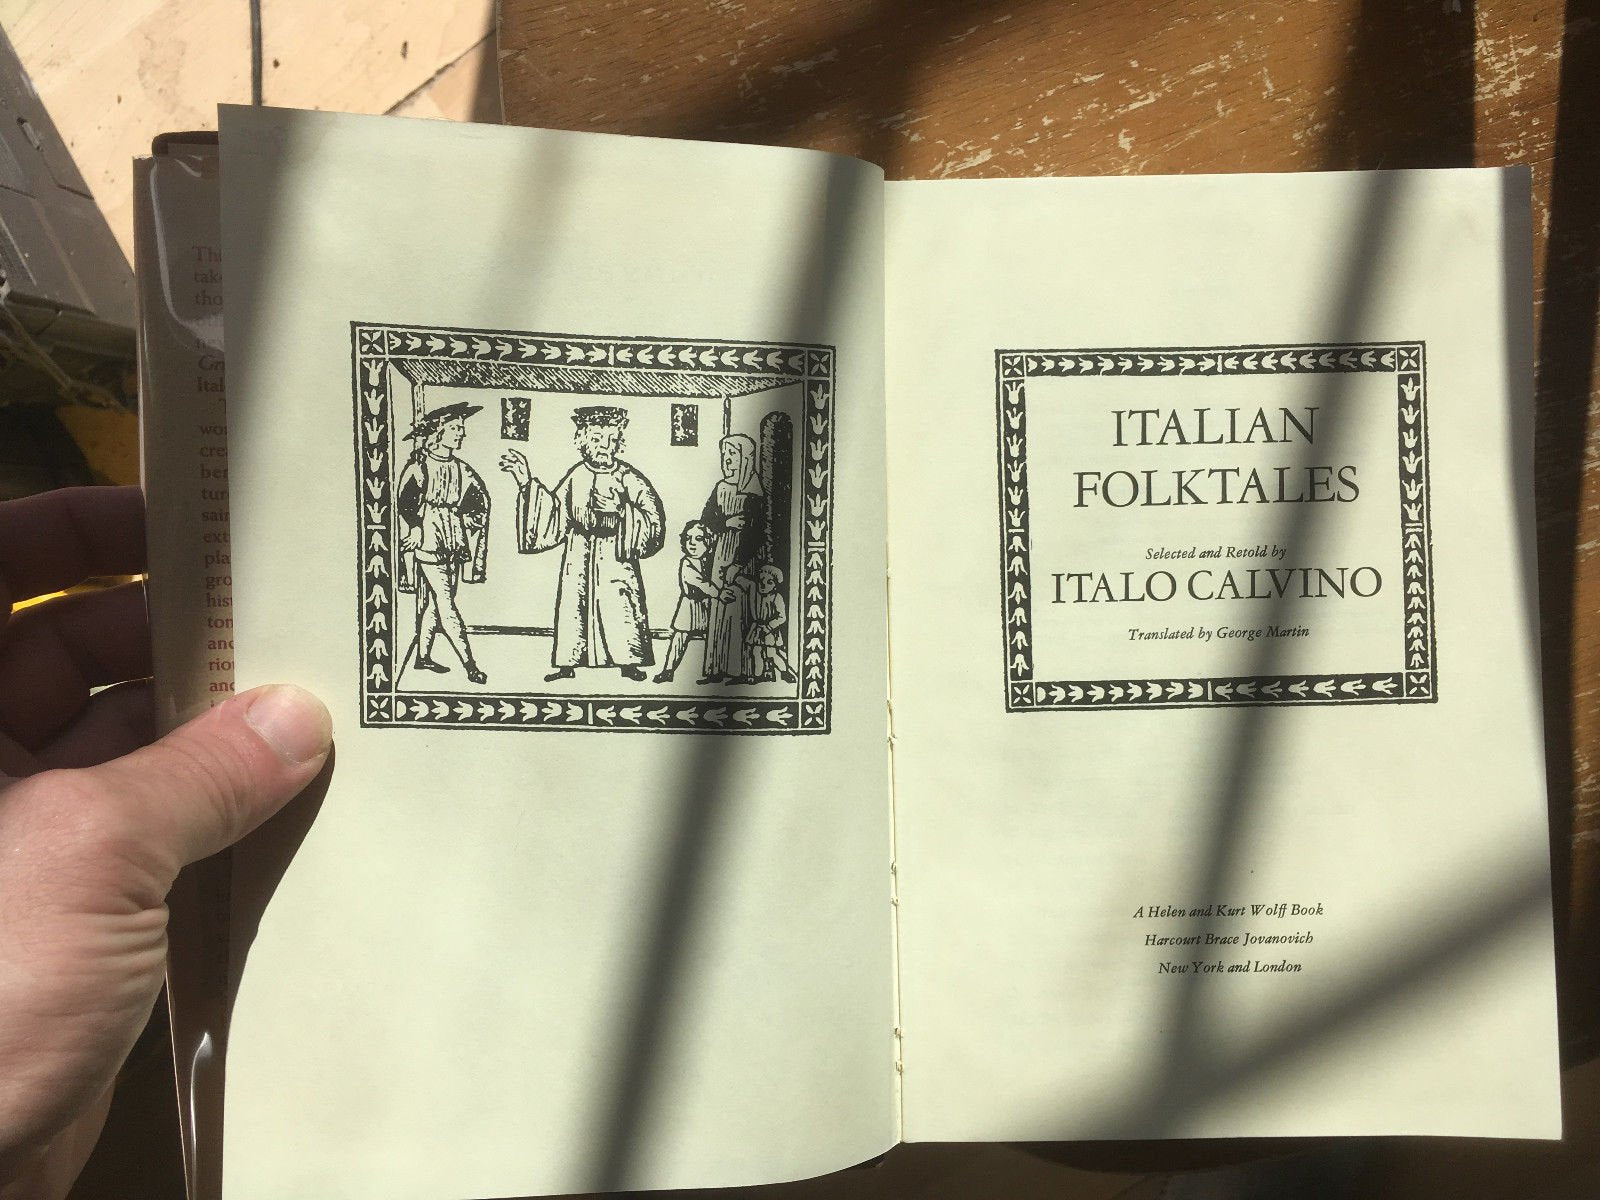 ITALIAN
FOLKTALES
Selected and Retold by
ITALO CALVINO
Translated by George Martin
A Helen and Kurt Wolff Book
Harcourt Brace Jovanovich
New York and London